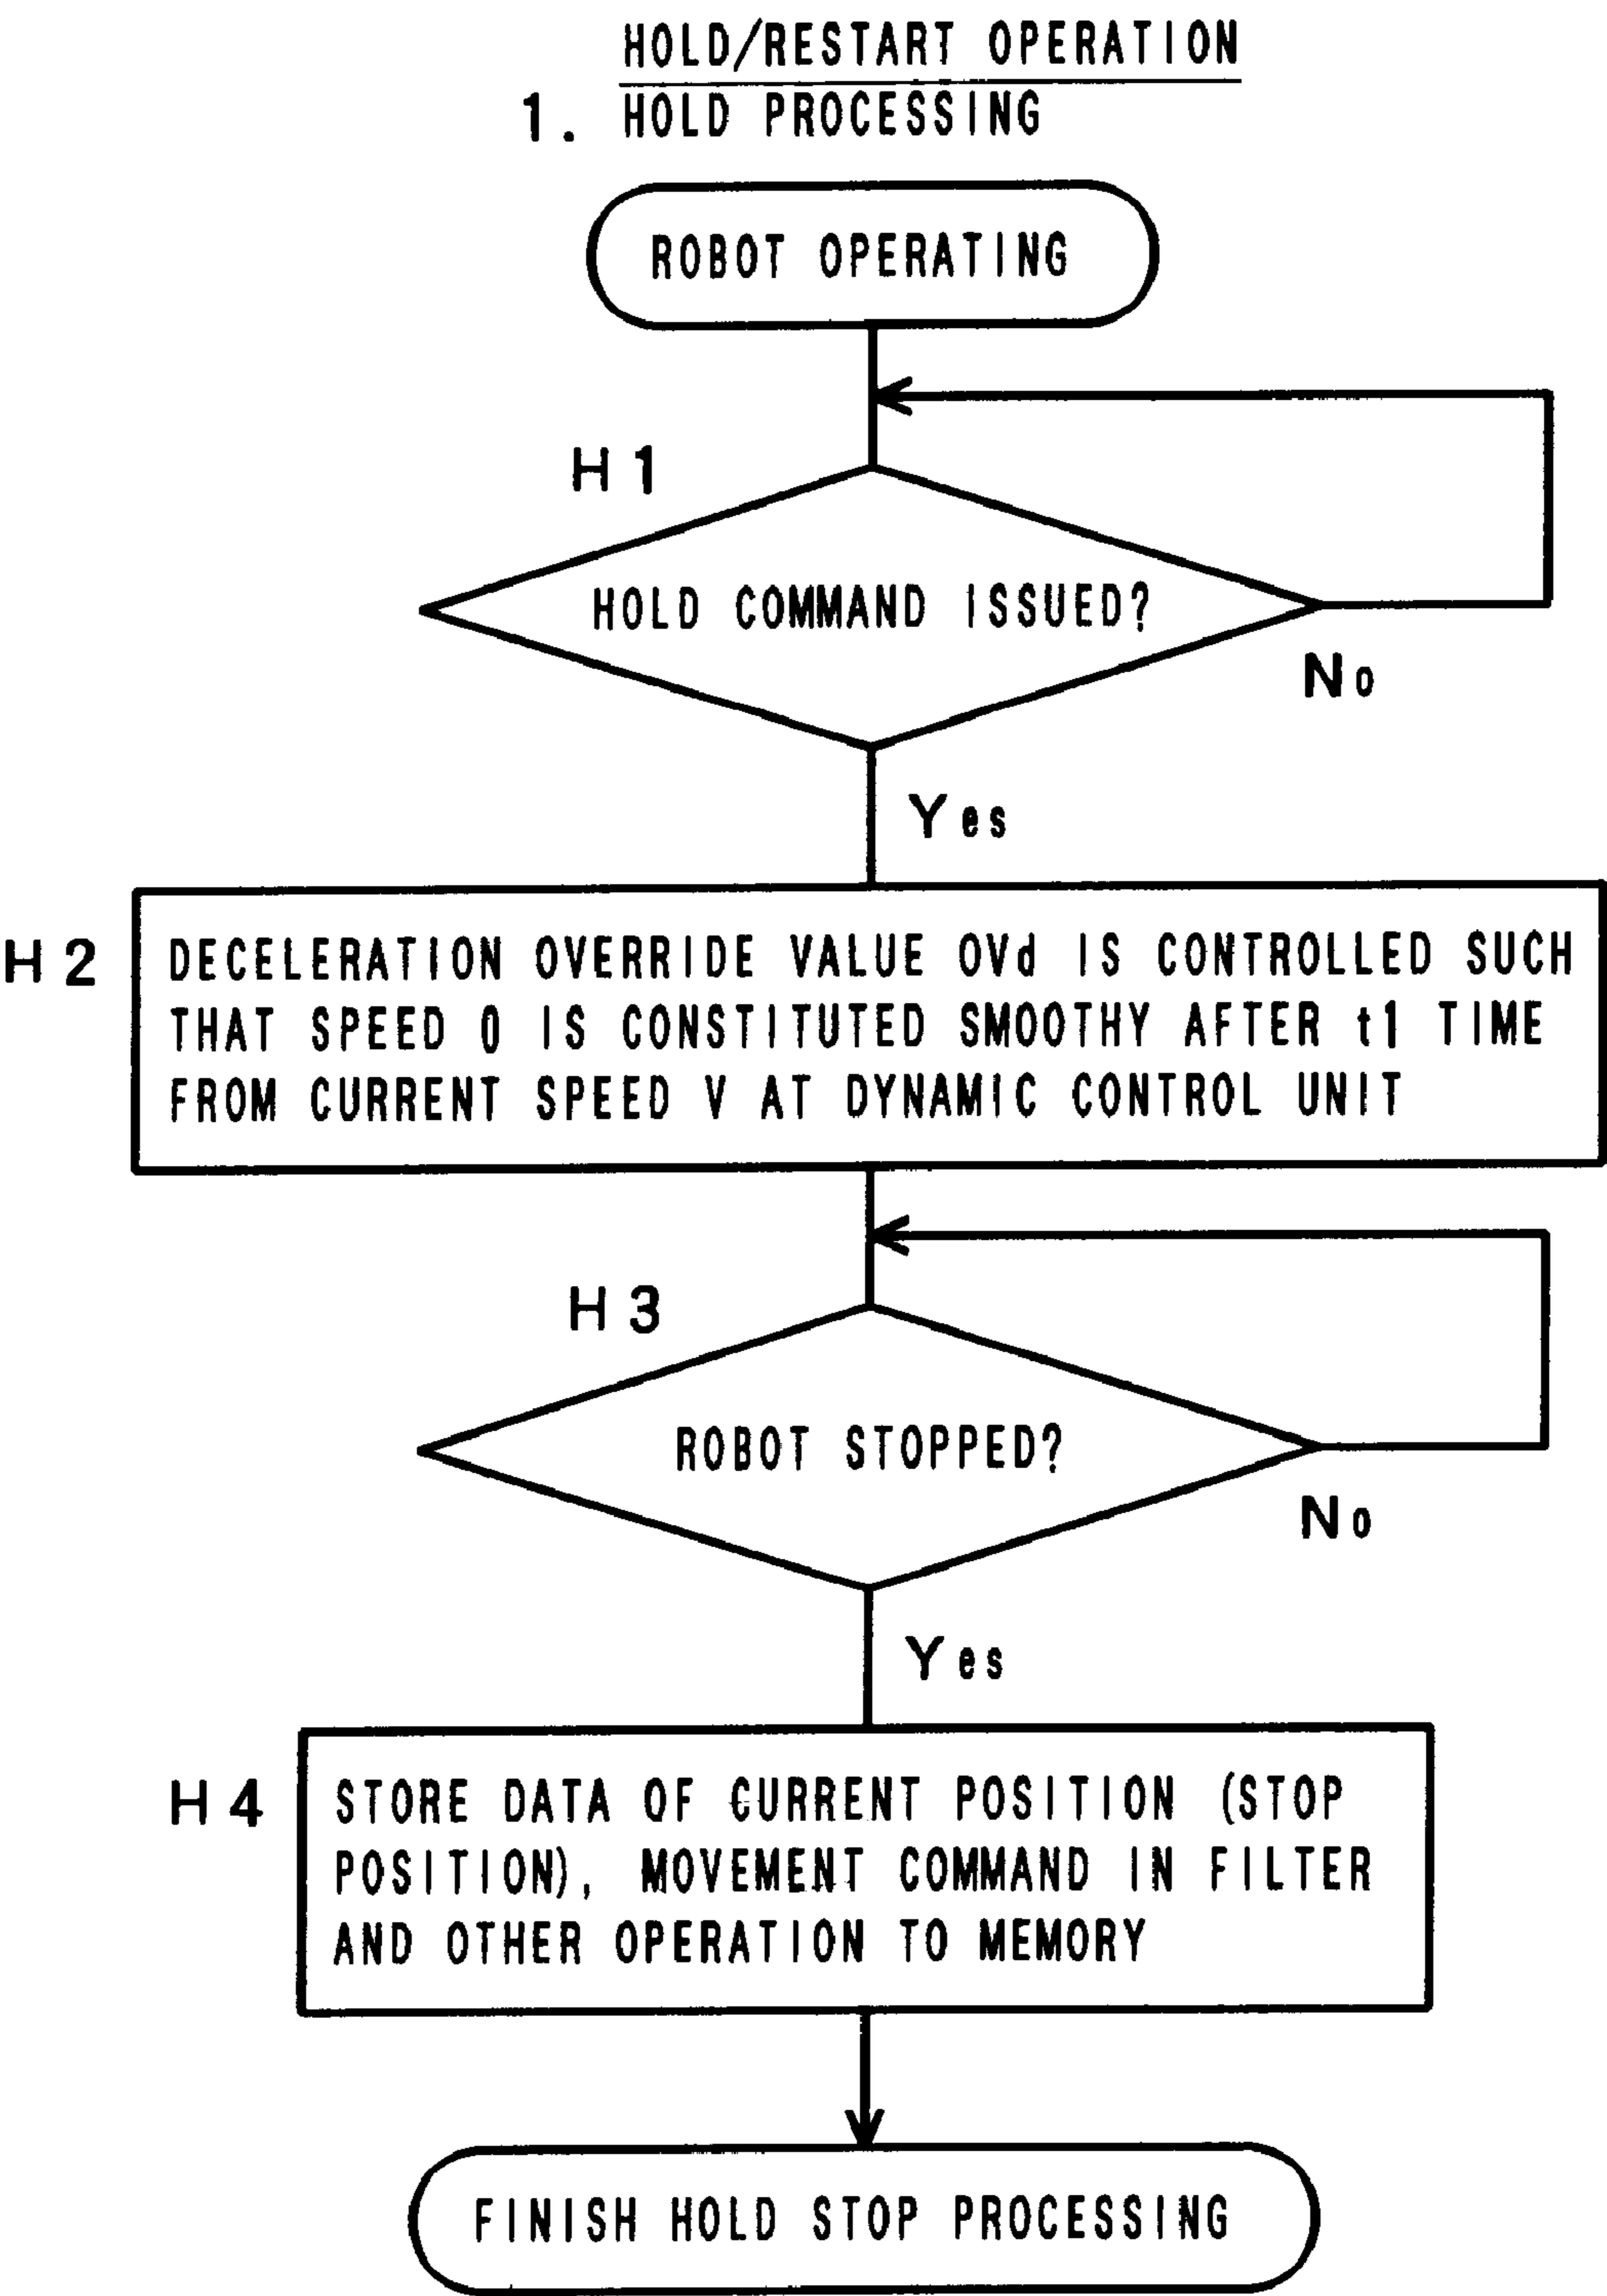 HOLD/RESTART OPERATION
1. HOLD PROCESSING
ROBOT OPERATING
H1
HOLD COMMAND ISSUED?
No
Yes
H2
DECELERATION OVERRIDE VALUE OVd IS CONTROLLED SUCH
THAT SPEED 0 IS CONSTITUTED SMOOTHY AFTER t1 TIME
FROM CURRENT SPEED V AT DYNAMIC CONTROL UNIT
H3
ROBOT STOPPED?
No
Yes
H4
STORE DATA OF CURRENT POSITION (STOP
POSITION), MOVEMENT COMMAND IN FILTER
AND OTHER OPERATION TO MEMORY
FINISH HOLD STOP PROCESSING